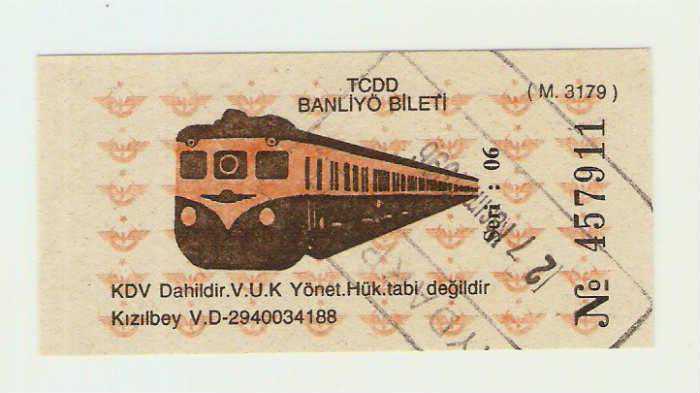 TCDD
BANLİYÖ BİLETİ
( M. 3179 )
Seri : 06
№ 457911
KDV Dahildir.V.U.K Yönet.Hük.tabi değildir
Kızılbey V.D-2940034188